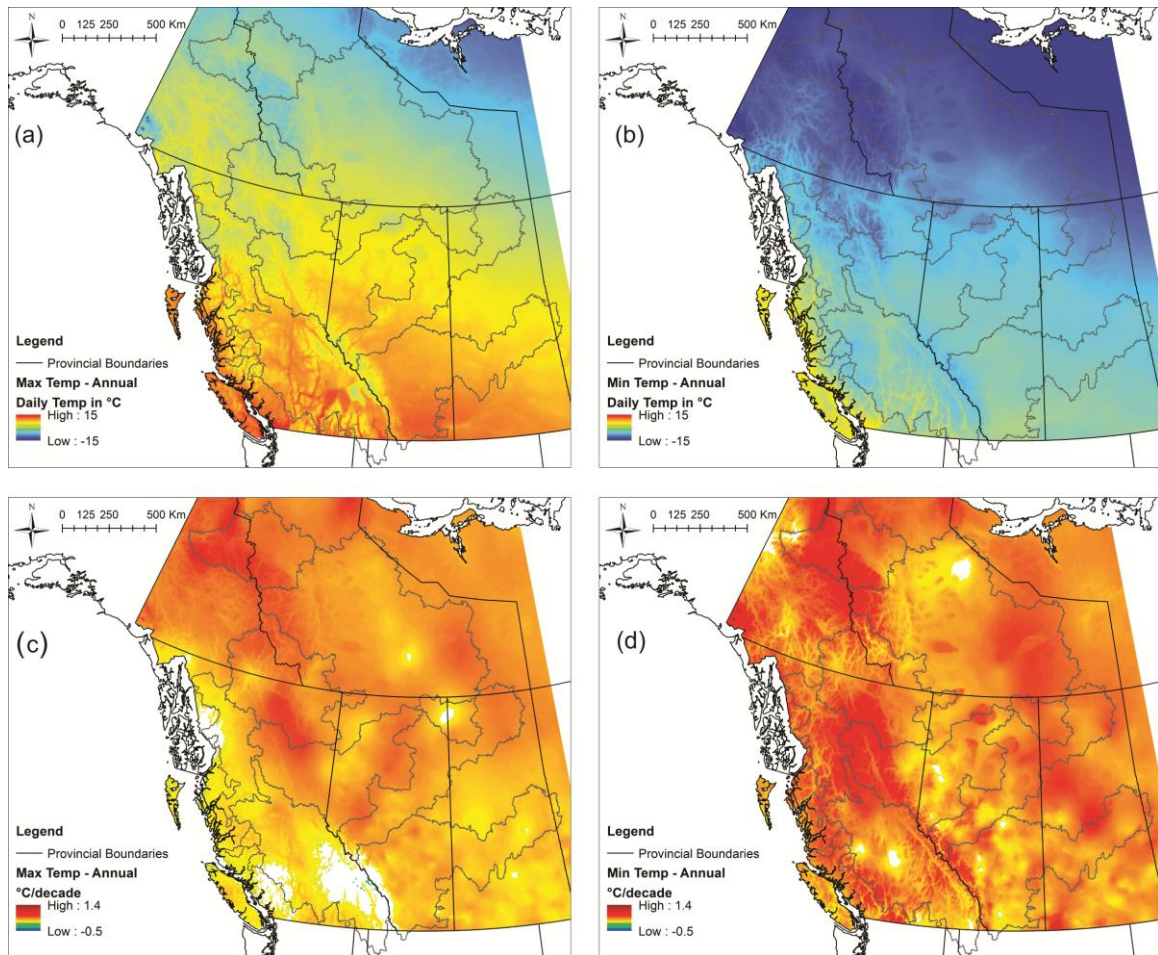 N
0 125 250 500 Km
(a)
Legend
Provincial Boundaries
Max Temp - Annual
Daily Temp in °C
High : 15
Low : -15
N
0 125 250 500 Km
(b)
Legend
Provincial Boundaries
Min Temp - Annual
Daily Temp in °C
High : 15
Low : -15
N
0 125 250 500 Km
(c)
Legend
Provincial Boundaries
Max Temp - Annual
°C/decade
High : 1.4
Low : -0.5
N
0 125 250 500 Km
(d)
Legend
Provincial Boundaries
Min Temp - Annual
°C/decade
High : 1.4
Low : -0.5